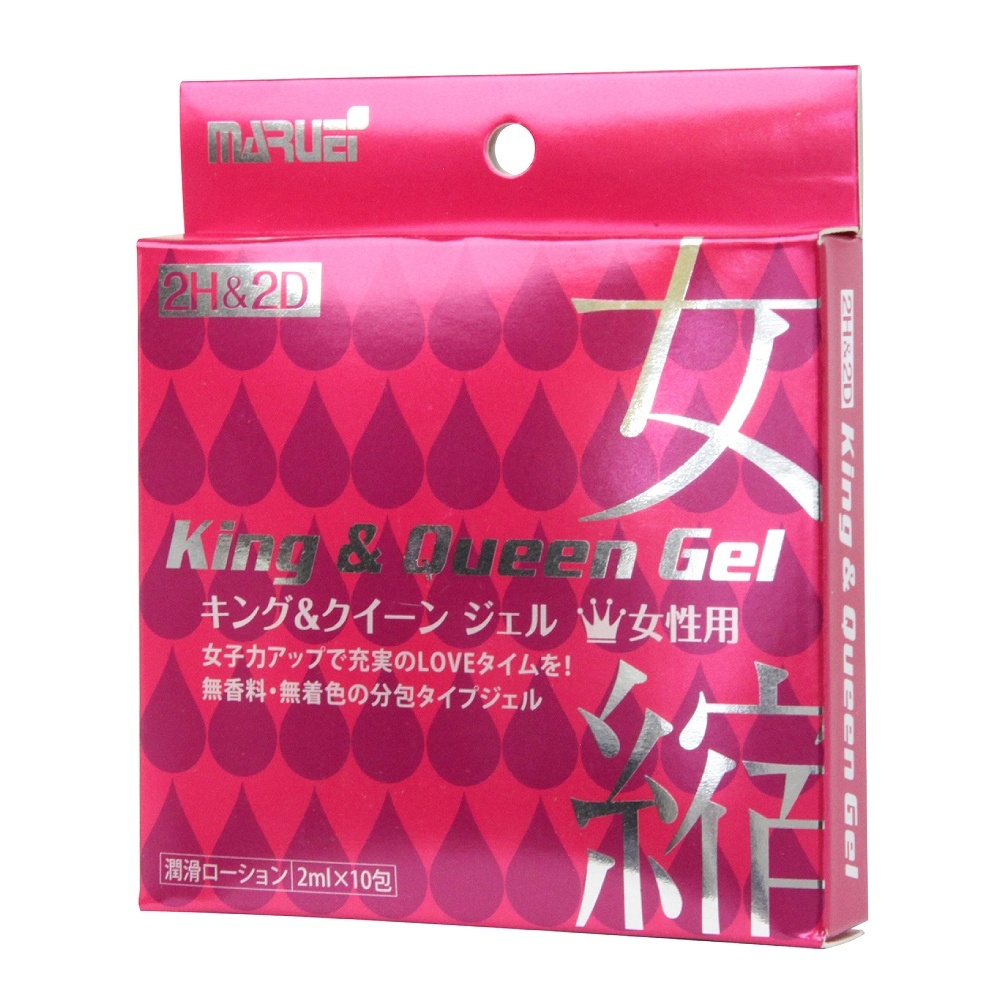 MARUEI
2H&2D
女縮
King & Queen Gel
キング&クイーン ジェル 女性用
女子力アップで充実のLOVEタイムを!
無香料・無着色の分包タイプジェル
潤滑ローション 2ml×10包
2H&2D King & Queen Gel